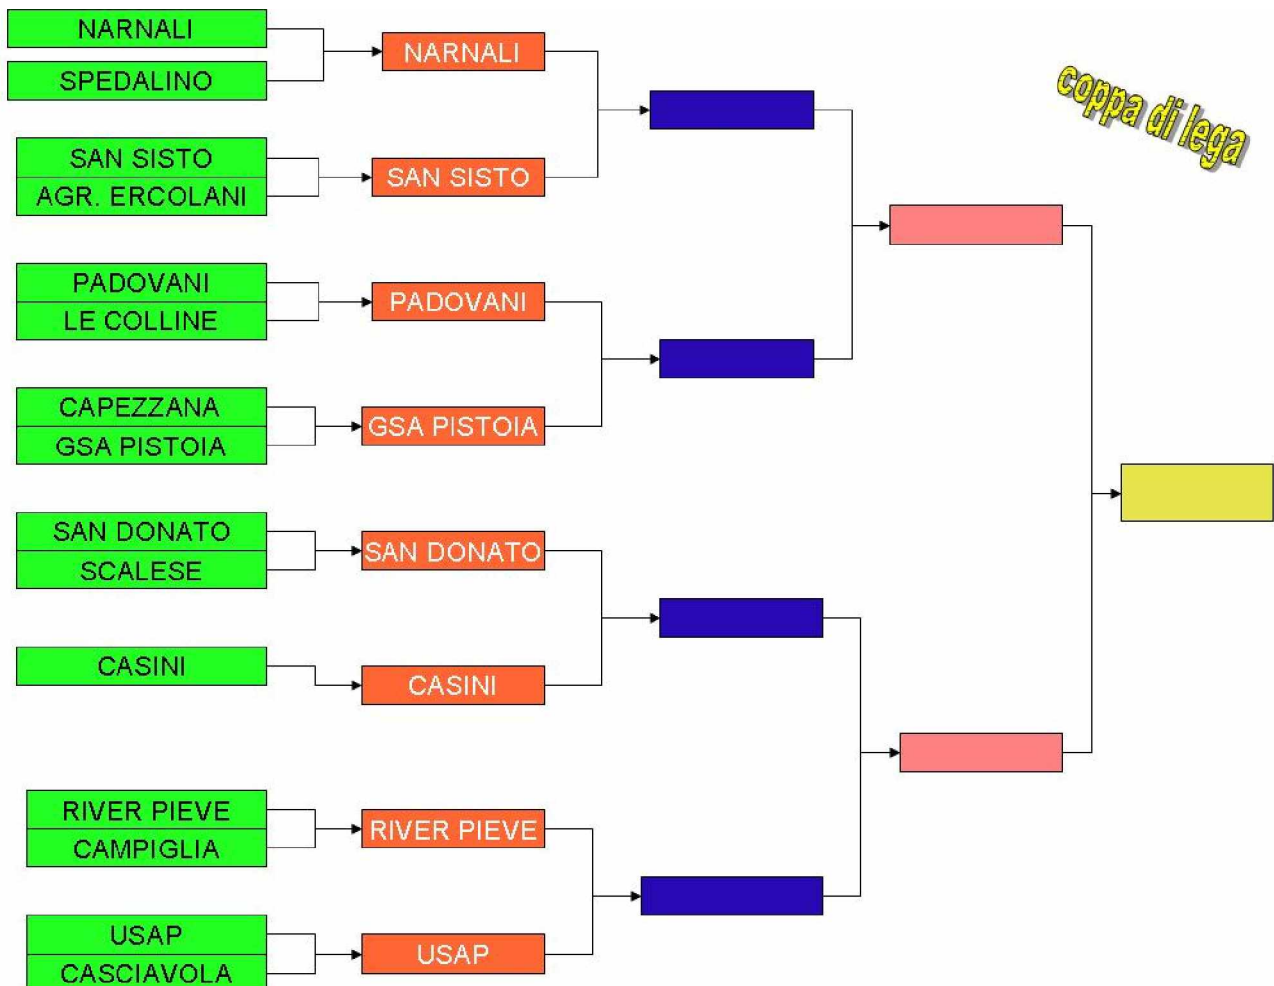 NARNALI
SPEDALINO
NARNALI
SAN SISTO
AGR. ERCOLANI
SAN SISTO
PADOVANI
LE COLLINE
PADOVANI
CAPEZZANA
GSA PISTOIA
GSA PISTOIA
SAN DONATO
SCALESE
SAN DONATO
CASINI
CASINI
RIVER PIEVE
CAMPIGLIA
RIVER PIEVE
USAP
CASCIAVOLA
USAP
coppa di lega